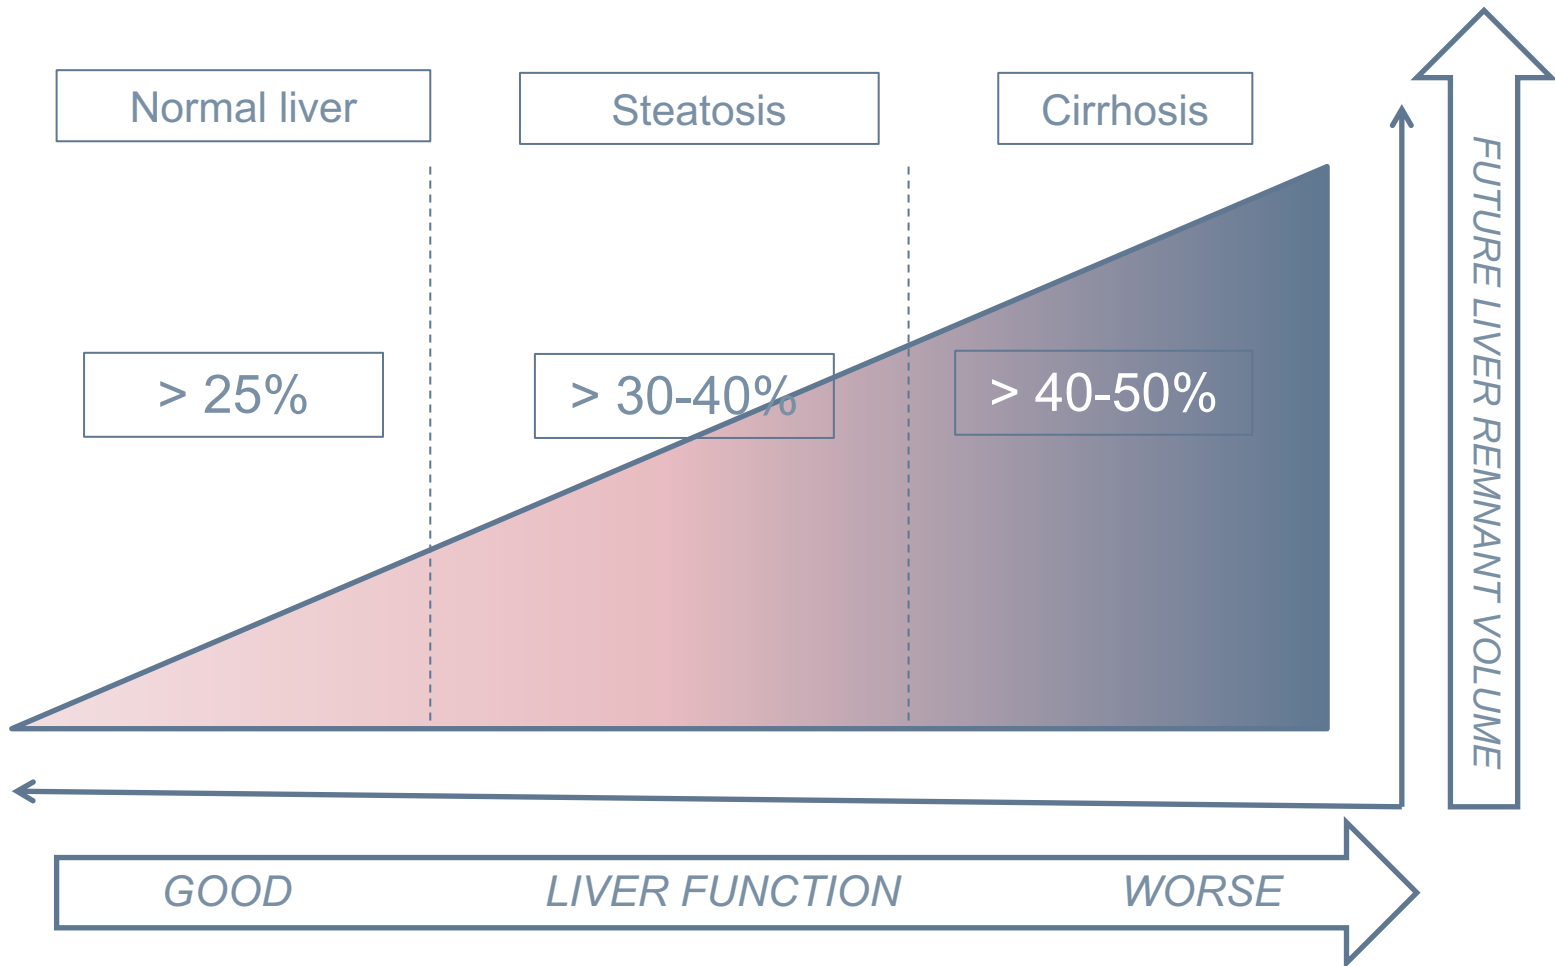 Normal liver
Steatosis
Cirrhosis
> 25%
> 30-40%
> 40-50%
FUTURE LIVER REMNANT VOLUME
GOOD
LIVER FUNCTION
WORSE